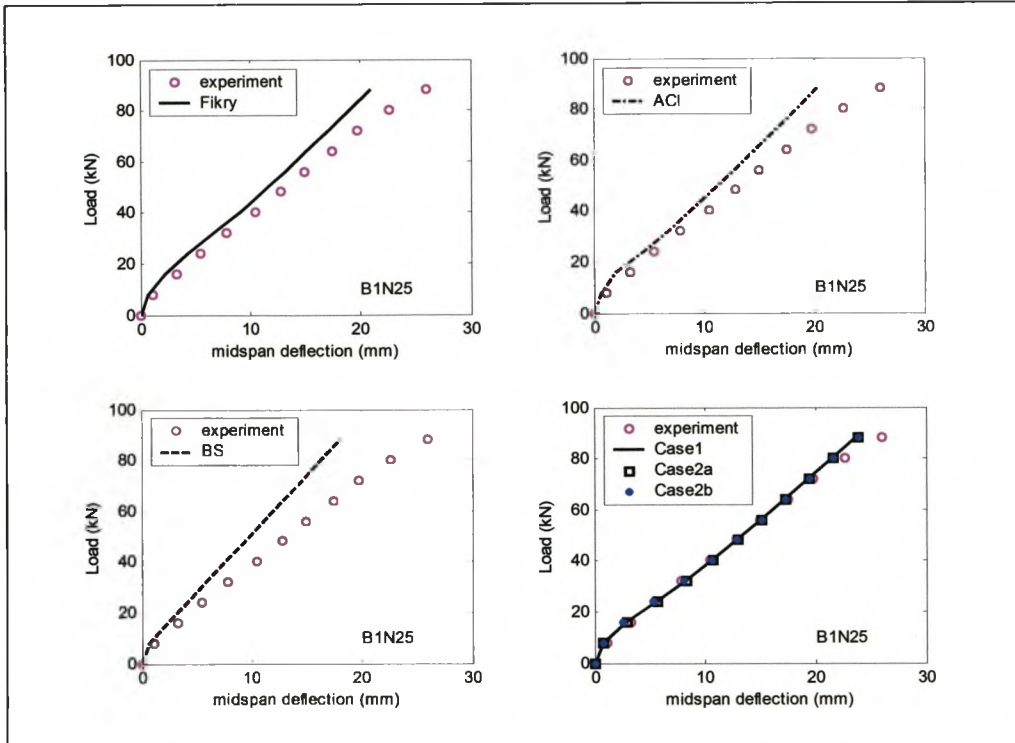 100
80
60
40
20
0
Load (kN)
experiment
Fikry
B1N25
0 10 20 30
midspan deflection (mm)
100
80
60
40
20
0
Load (kN)
experiment
ACI
B1N25
0 10 20 30
midspan deflection (mm)
100
80
60
40
20
0
Load (kN)
experiment
BS
B1N25
0 10 20 30
midspan deflection (mm)
100
80
60
40
20
0
Load (kN)
experiment
Case1
Case2a
Case2b
B1N25
0 10 20 30
midspan deflection (mm)